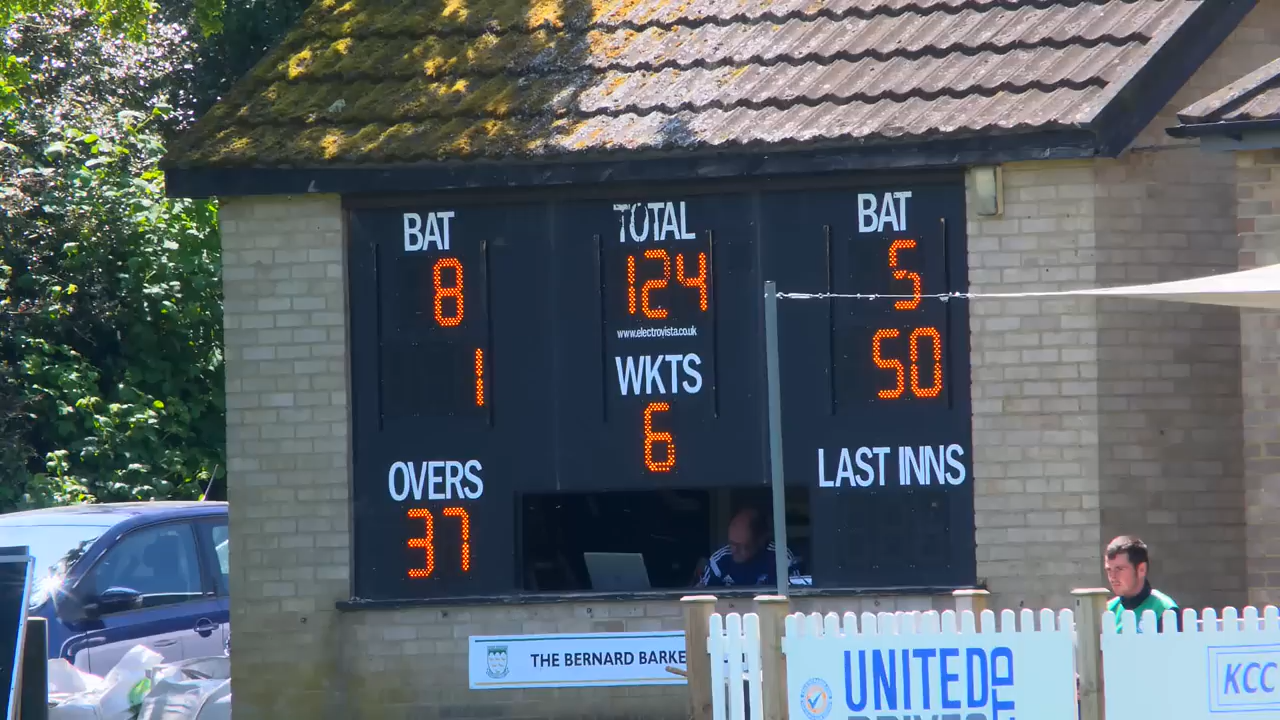 BAT
8
1
TOTAL
124
www.electrovista.co.uk
WKTS
6
BAT
5
50
OVERS
37
LAST INNS
THE BERNARD BARKE
UNITED
KCC